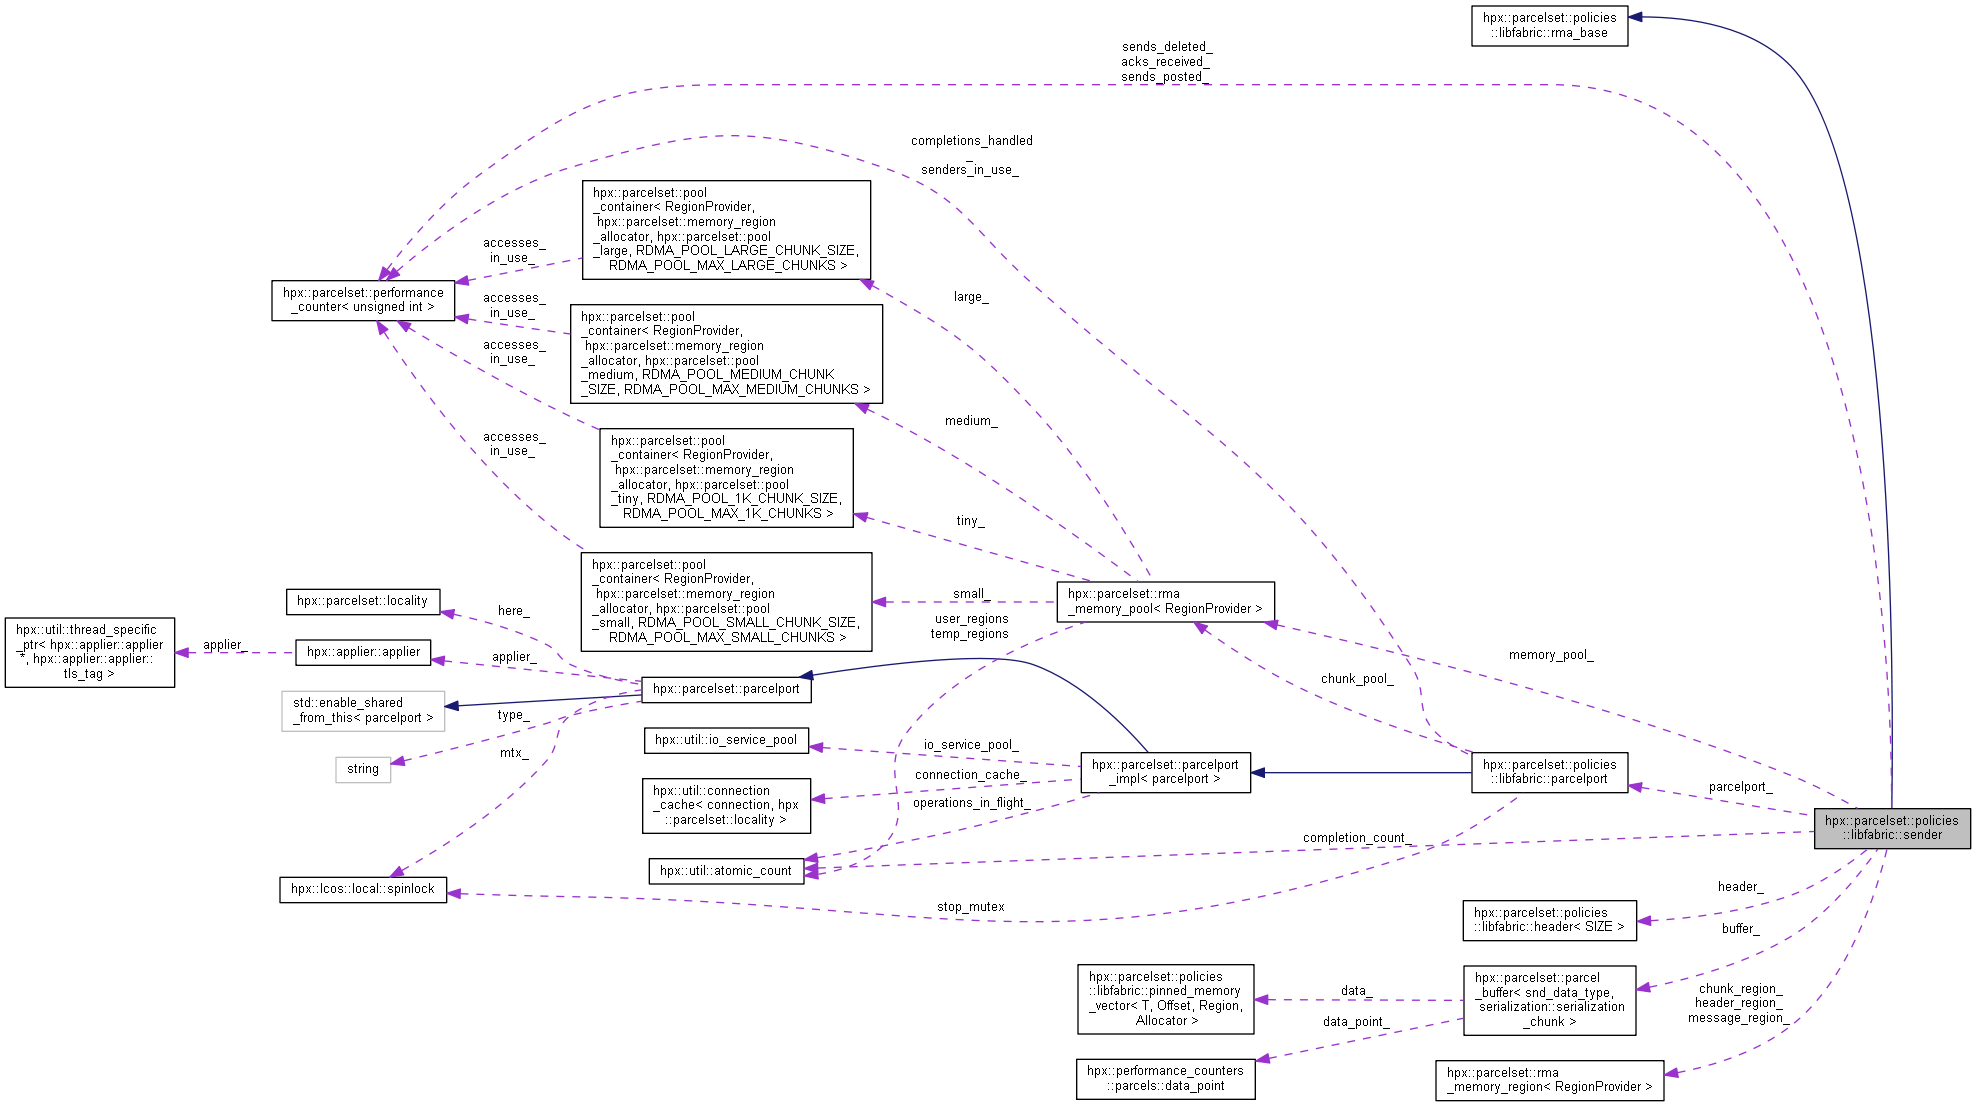 hpx::parcelset::policies
::libfabric::rma_base
sends_deleted_
acks_received_
sends_posted_
completions_handled
_
senders_in_use_
hpx::parcelset::pool
_container< RegionProvider,
hpx::parcelset::memory_region
_allocator, hpx::parcelset::pool
_large, RDMA_POOL_LARGE_CHUNK_SIZE,
RDMA_POOL_MAX_LARGE_CHUNKS >
accesses_
in_use_
hpx::parcelset::performance
_counter< unsigned int >
large_
accesses_
in_use_
hpx::parcelset::pool
_container< RegionProvider,
hpx::parcelset::memory_region
_allocator, hpx::parcelset::pool
_medium, RDMA_POOL_MEDIUM_CHUNK
_SIZE, RDMA_POOL_MAX_MEDIUM_CHUNKS >
accesses_
in_use_
medium_
hpx::parcelset::pool
_container< RegionProvider,
hpx::parcelset::memory_region
_allocator, hpx::parcelset::pool
_tiny, RDMA_POOL_1K_CHUNK_SIZE,
RDMA_POOL_MAX_1K_CHUNKS >
accesses_
in_use_
tiny_
hpx::parcelset::pool
_container< RegionProvider,
hpx::parcelset::memory_region
_allocator, hpx::parcelset::pool
_small, RDMA_POOL_SMALL_CHUNK_SIZE,
RDMA_POOL_MAX_SMALL_CHUNKS >
small_
hpx::parcelset::rma
_memory_pool< RegionProvider >
user_regions
temp_regions
hpx::parcelset::locality
here_
hpx::util::thread_specific
_ptr< hpx::applier::applier
*, hpx::applier::applier::
tls_tag >
applier_
hpx::applier::applier
applier_
memory_pool_
chunk_pool_
hpx::parcelset::parcelport
std::enable_shared
_from_this< parcelport >
type_
string
mtx_
hpx::util::io_service_pool
io_service_pool_
hpx::parcelset::parcelport
_impl< parcelport >
hpx::parcelset::policies
::libfabric::parcelport
parcelport_
hpx::util::connection
_cache< connection, hpx
::parcelset::locality >
connection_cache_
operations_in_flight_
hpx::parcelset::policies
::libfabric::sender
completion_count_
hpx::util::atomic_count
hpx::lcos::local::spinlock
stop_mutex
header_
hpx::parcelset::policies
::libfabric::header< SIZE >
buffer_
hpx::parcelset::policies
::libfabric::pinned_memory
_vector< T, Offset, Region,
Allocator >
data_
hpx::parcelset::parcel
_buffer< snd_data_type,
serialization::serialization
_chunk >
chunk_region_
header_region_
message_region_
data_point_
hpx::performance_counters
::parcels::data_point
hpx::parcelset::rma
_memory_region< RegionProvider >